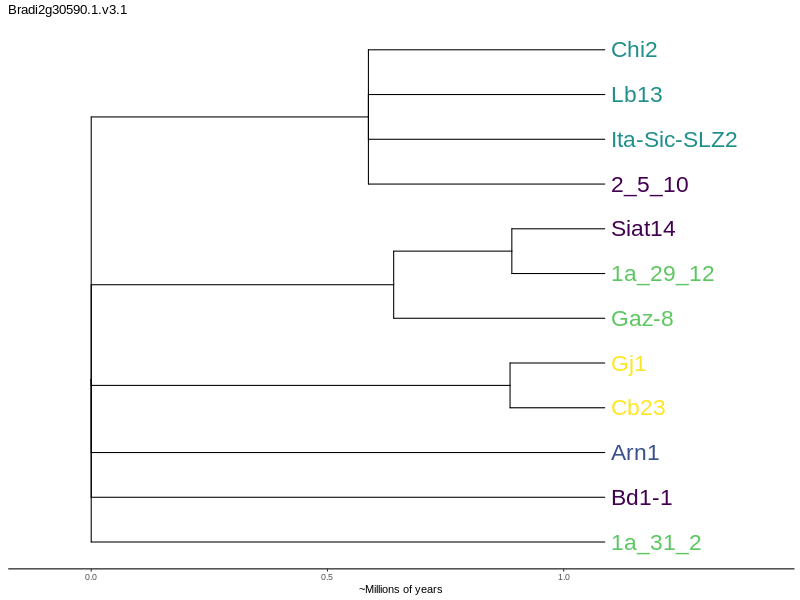 Bradi2g30590.1.v3.1
Chi2
Lb13
Ita-Sic-SLZ2
2_5_10
Siat14
1a_29_12
Gaz-8
Gj1
Cb23
Arn1
Bd1-1
1a_31_2
0.0 0.5 1.0
~Millions of years